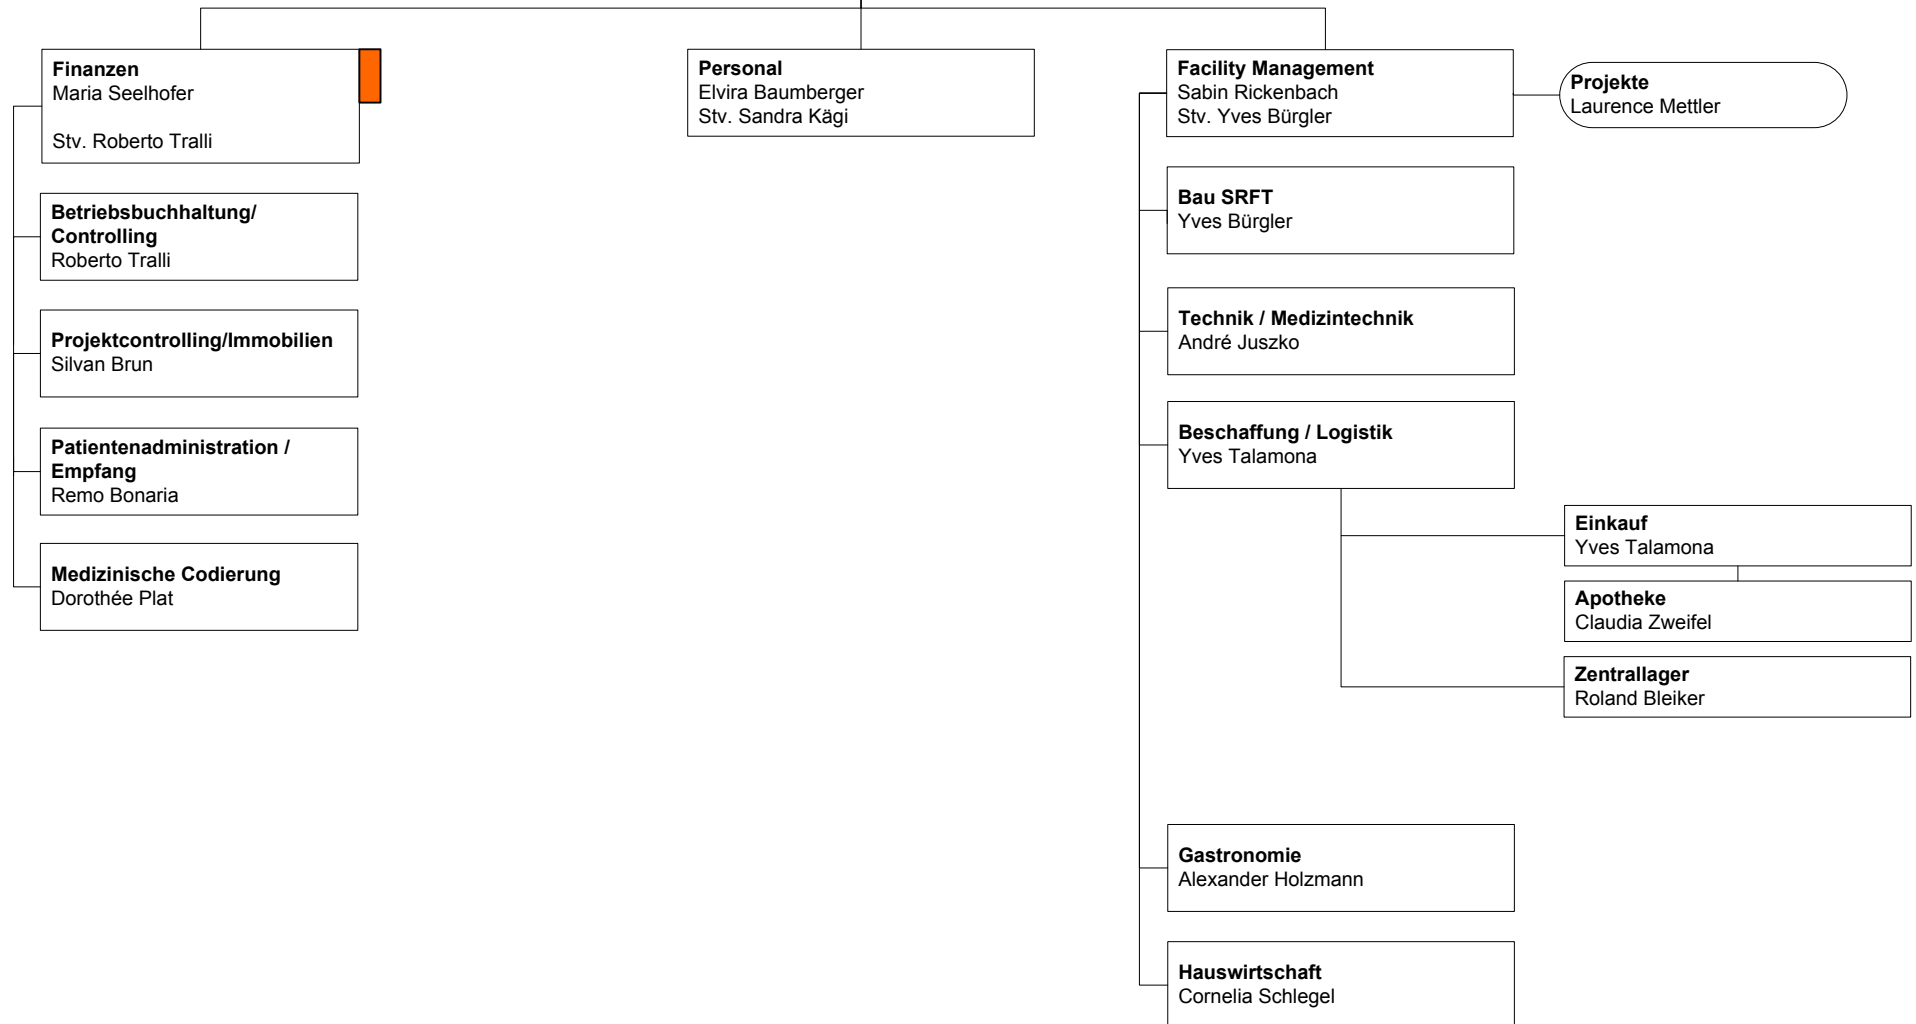 Finanzen
Maria Seelhofer
Stv. Roberto Tralli
Betriebsbuchhaltung/
Controlling
Roberto Tralli
Projektcontrolling/Immobilien
Silvan Brun
Patientenadministration /
Empfang
Remo Bonaria
Medizinische Codierung
Dorothée Plat
Personal
Elvira Baumberger
Stv. Sandra Kägi
Facility Management
Sabin Rickenbach
Stv. Yves Bürgler
Projekte
Laurence Mettler
Bau SRFT
Yves Bürgler
Technik / Medizintechnik
André Juszko
Beschaffung / Logistik
Yves Talamona
Einkauf
Yves Talamona
Apotheke
Claudia Zweifel
Zentrallager
Roland Bleiker
Gastronomie
Alexander Holzmann
Hauswirtschaft
Cornelia Schlegel